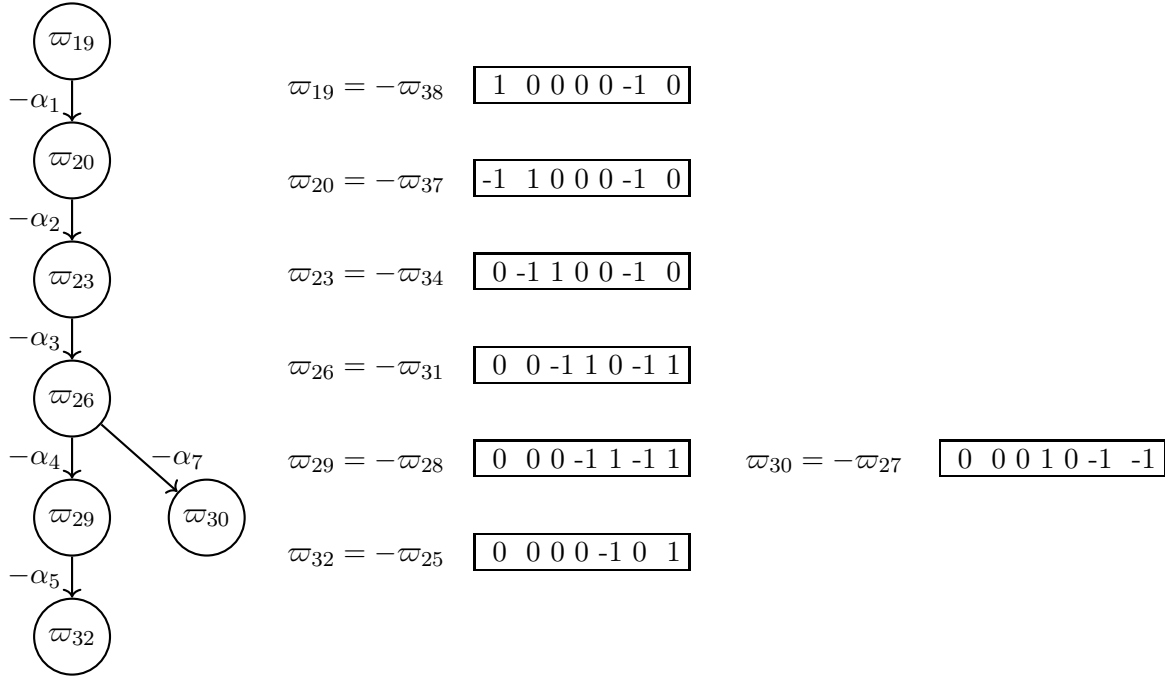 ϖ₁₉
−α₁
ϖ₁₉ = −ϖ₃₈ 1 0 0 0 0 -1 0
ϖ₂₀
ϖ₂₀ = −ϖ₃₇ -1 1 0 0 0 -1 0
−α₂
ϖ₂₃
ϖ₂₃ = −ϖ₃₄ 0 -1 1 0 0 -1 0
−α₃
ϖ₂₆
ϖ₂₆ = −ϖ₃₁ 0 0 -1 1 0 -1 1
−α₄ −α₇
ϖ₂₉ = −ϖ₂₈ 0 0 0 -1 1 -1 1 ϖ₃₀ = −ϖ₂₇ 0 0 0 1 0 -1 -1
ϖ₂₉ ϖ₃₀
ϖ₃₂ = −ϖ₂₅ 0 0 0 0 -1 0 1
−α₅
ϖ₃₂